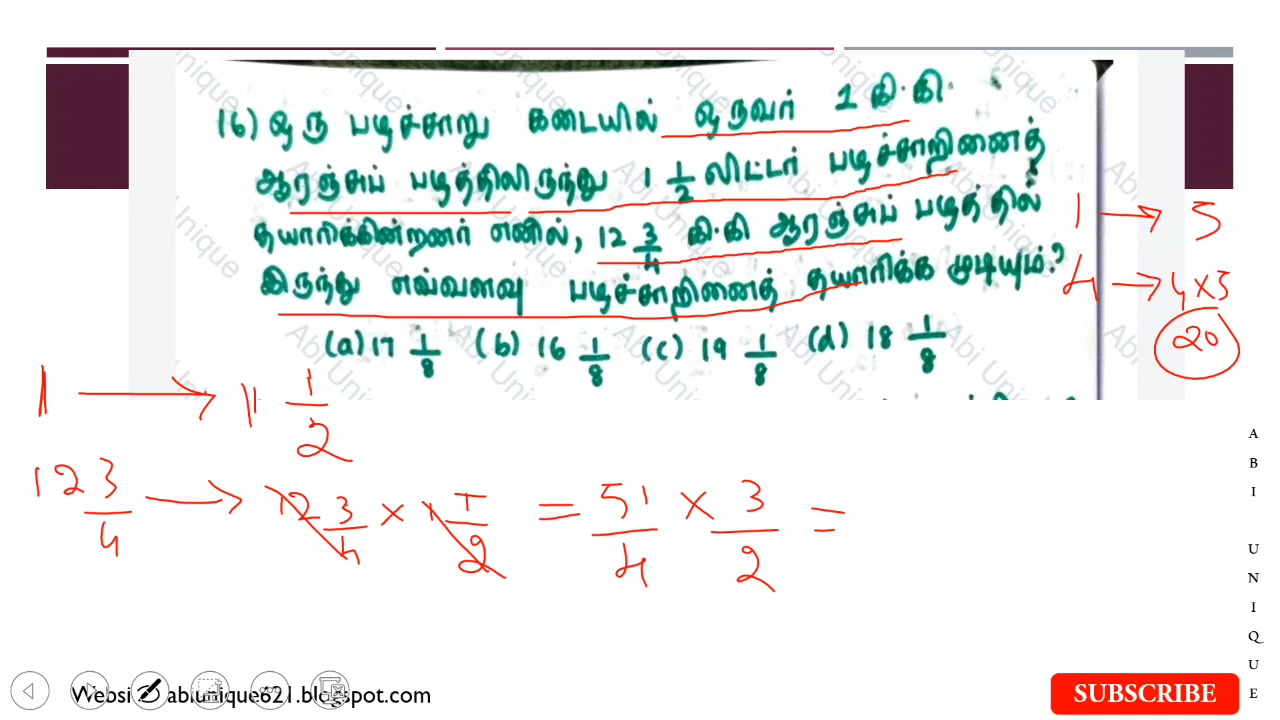 16) ஒரு பழச்சாறு கடையில் ஒருவர் 1 கி.கி
ஆரஞ்சுப் பழத்திலிருந்து 1 1/2 லிட்டர் பழச்சாறினைத்
தயாரிக்கின்றனர் எனில், 12 3/4 கி.கி ஆரஞ்சுப் பழத்தில்
இருந்து எவ்வளவு பழச்சாறினைத் தயாரிக்க முடியும்?
(a) 17 1/8 (b) 16 1/8 (c) 19 1/8 (d) 18 1/8
1 → 5
4 → 4×5
20
1 → 1 1/2
12 3/4 → 12 3/4 × 1 1/2 = 51/4 × 3/2 =
ABI UNIQUE
abiunique621.blogspot.com
SUBSCRIBE